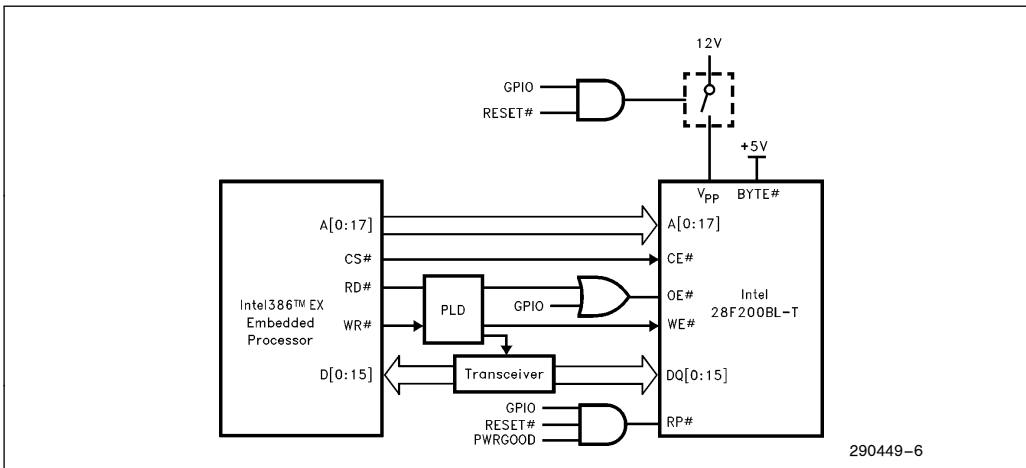 12V
GPIO
RESET#
+5V
VPP
BYTE#
A[0:17]
A[0:17]
CS#
CE#
RD#
OE#
GPIO
PLD
Intel386™ EX
Embedded
Processor
Intel
28F200BL-T
WR#
WE#
D[0:15]
Transceiver
DQ[0:15]
GPIO
RESET#
PWRGOOD
RP#
290449-6